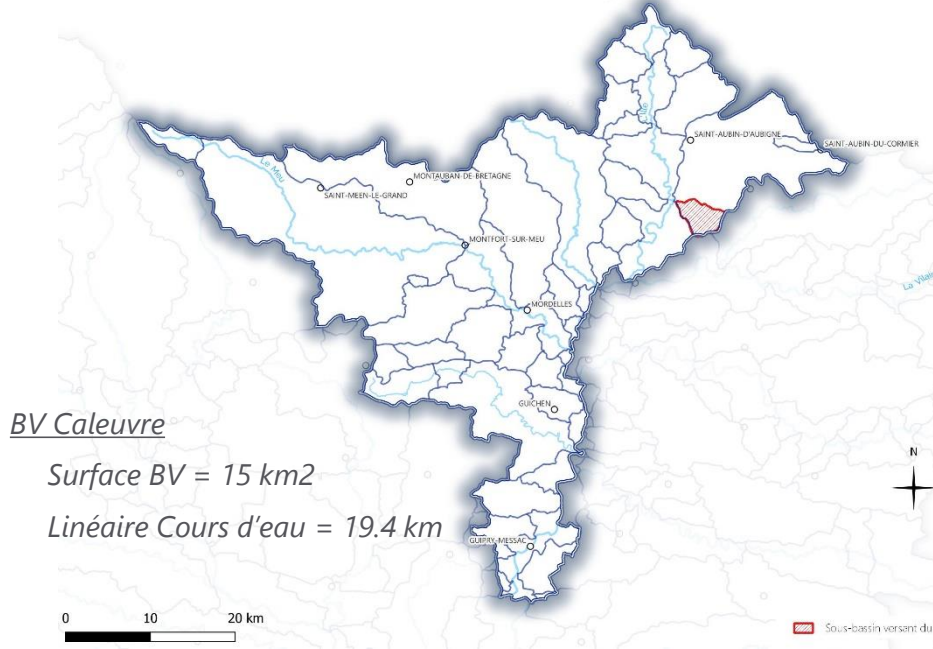 L'Ille
SAINT-AUBIN-D'AUBIGNE
SAINT-AUBIN-DU-CORMIER
Le Meu
MONTAUBAN-DE-BRETAGNE
SAINT-MEEN-LE-GRAND
MONTFORT-SUR-MEU
La Vilaine
MORDELLES
GUICHEN
BV Caleuvre
Surface BV = 15 km2
Linéaire Cours d'eau = 19.4 km
N
GUIPRY-MESSAC
0 10 20 km
Sous-bassin versant du